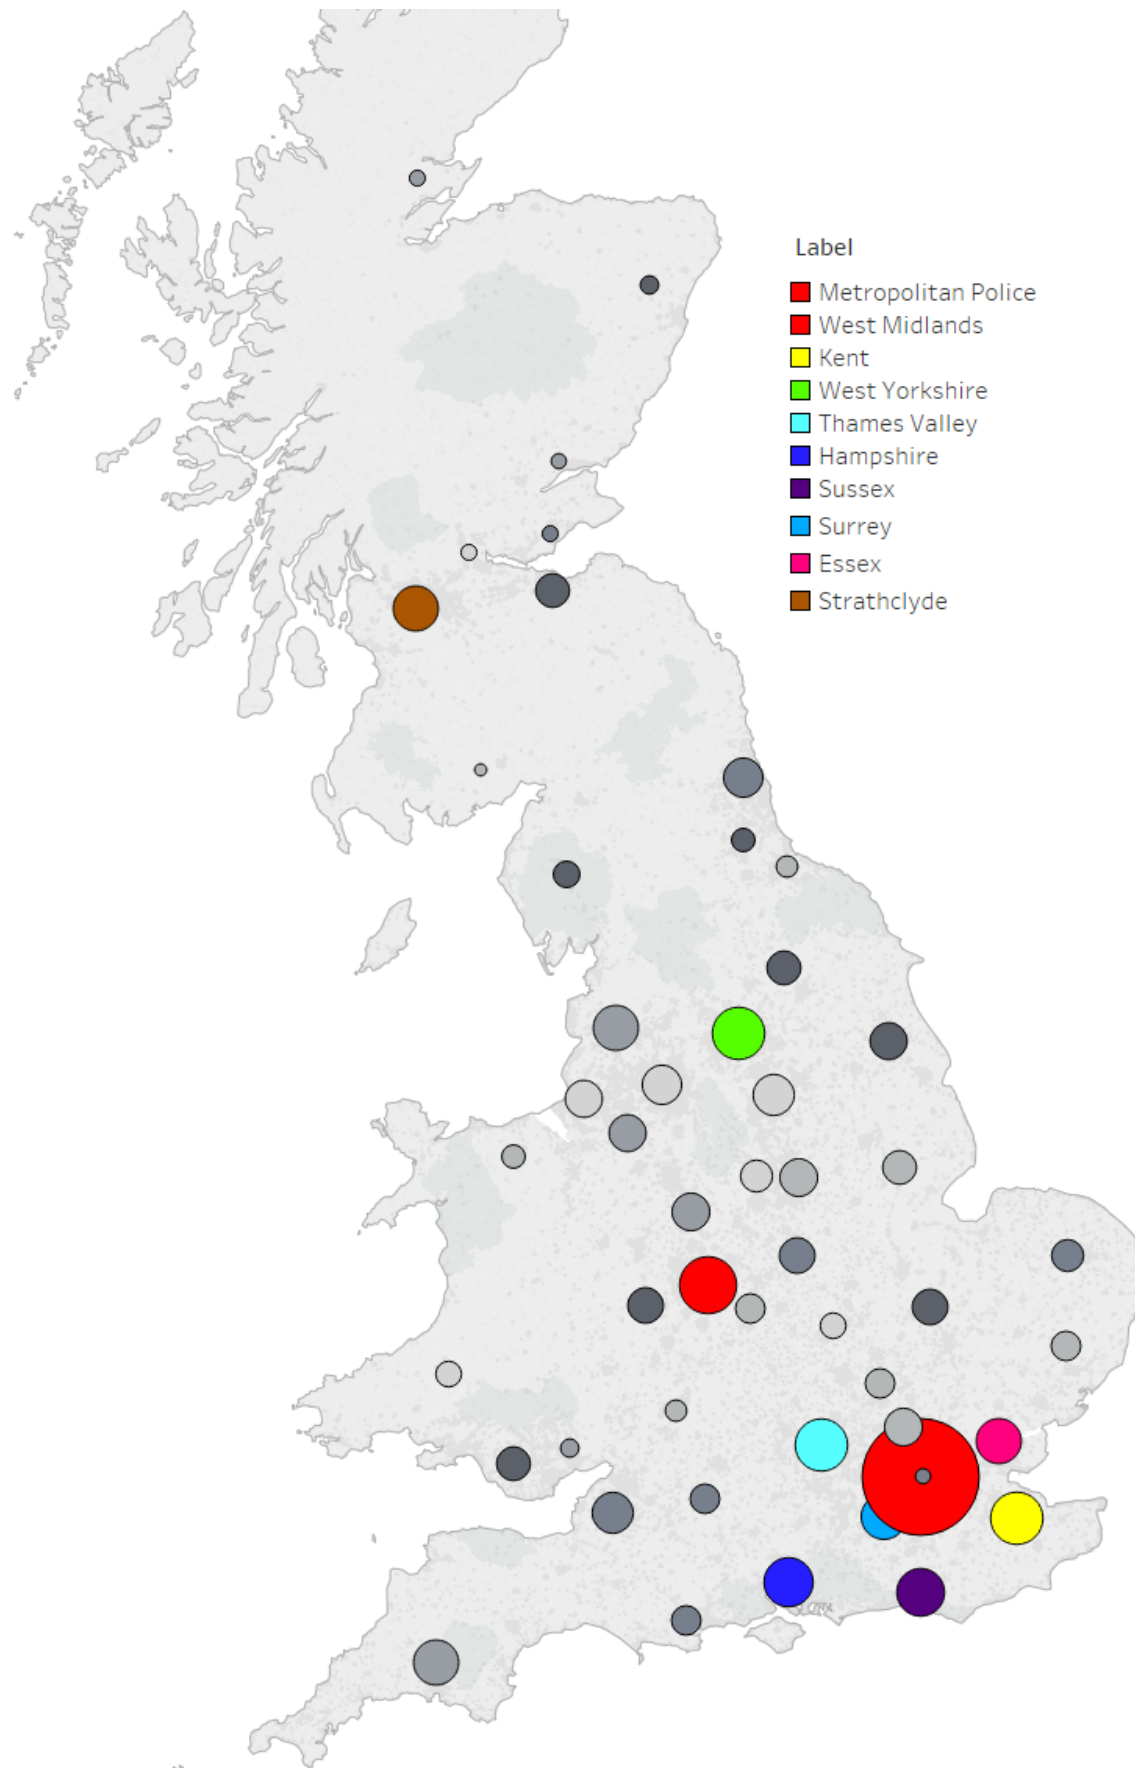 Label
Metropolitan Police
West Midlands
Kent
West Yorkshire
Thames Valley
Hampshire
Sussex
Surrey
Essex
Strathclyde